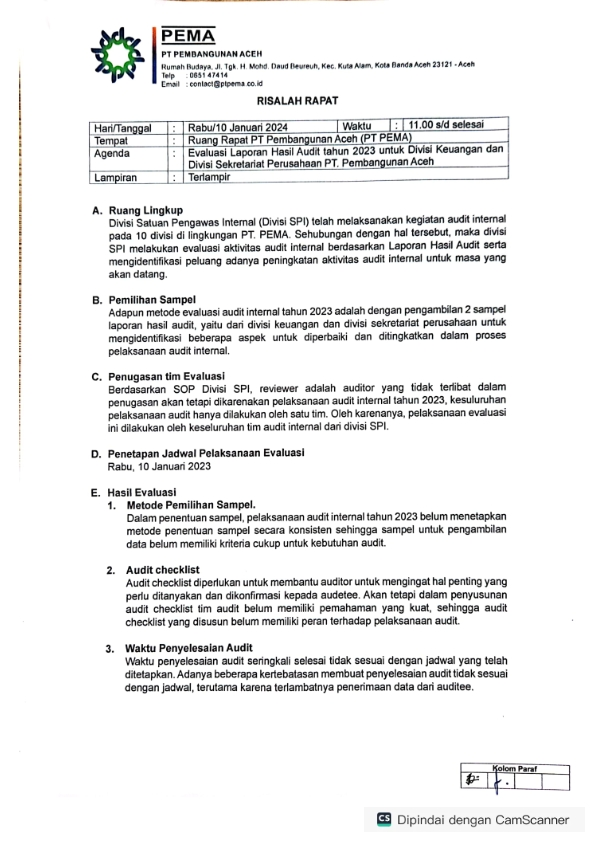 PEMA
PT PEMBANGUNAN ACEH
Rumah Budaya, Jl. Tgk. H. Mohd. Daud Beureuh, Kec. Kuta Alam, Kota Banda Aceh 23121 - Aceh
Telp : 0651 47414
Email : contact@ptpema.co.id
RISALAH RAPAT
Hari/Tanggal : Rabu/10 Januari 2024 Waktu : 11.00 s/d selesai
Tempat : Ruang Rapat PT Pembangunan Aceh (PT PEMA)
Agenda : Evaluasi Laporan Hasil Audit tahun 2023 untuk Divisi Keuangan dan
Divisi Sekretariat Perusahaan PT. Pembangunan Aceh
Lampiran : Terlampir
A. Ruang Lingkup
Divisi Satuan Pengawas Internal (Divisi SPI) telah melaksanakan kegiatan audit internal
pada 10 divisi di lingkungan PT. PEMA. Sehubungan dengan hal tersebut, maka divisi
SPI melakukan evaluasi aktivitas audit internal berdasarkan Laporan Hasil Audit serta
mengidentifikasi peluang adanya peningkatan aktivitas audit internal untuk masa yang
akan datang.
B. Pemilihan Sampel
Adapun metode evaluasi audit internal tahun 2023 adalah dengan pengambilan 2 sampel
laporan hasil audit, yaitu dari divisi keuangan dan divisi sekretariat perusahaan untuk
mengidentifikasi beberapa aspek untuk diperbaiki dan ditingkatkan dalam proses
pelaksanaan audit internal.
C. Penugasan tim Evaluasi
Berdasarkan SOP Divisi SPI, reviewer adalah auditor yang tidak terlibat dalam
penugasan akan tetapi dikarenakan pelaksanaan audit internal tahun 2023, kesuluruhan
pelaksanaan audit hanya dilakukan oleh satu tim. Oleh karenanya, pelaksanaan evaluasi
ini dilakukan oleh keseluruhan tim audit internal dari divisi SPI.
D. Penetapan Jadwal Pelaksanaan Evaluasi
Rabu, 10 Januari 2023
E. Hasil Evaluasi
1. Metode Pemilihan Sampel.
Dalam penentuan sampel, pelaksanaan audit internal tahun 2023 belum menetapkan
metode penentuan sampel secara konsisten sehingga sampel untuk pengambilan
data belum memiliki kriteria cukup untuk kebutuhan audit.
2. Audit checklist
Audit checklist diperlukan untuk membantu auditor untuk mengingat hal penting yang
perlu ditanyakan dan dikonfirmasi kepada audetee. Akan tetapi dalam penyusunan
audit checklist tim audit belum memiliki pemahaman yang kuat, sehingga audit
checklist yang disusun belum memiliki peran terhadap pelaksanaan audit.
3. Waktu Penyelesaian Audit
Waktu penyelesaian audit seringkali selesai tidak sesuai dengan jadwal yang telah
ditetapkan. Adanya beberapa kertebatasan membuat penyelesaian audit tidak sesuai
dengan jadwal, terutama karena terlambatnya penerimaan data dari auditee.
Kolom Paraf
CS Dipindai dengan CamScanner